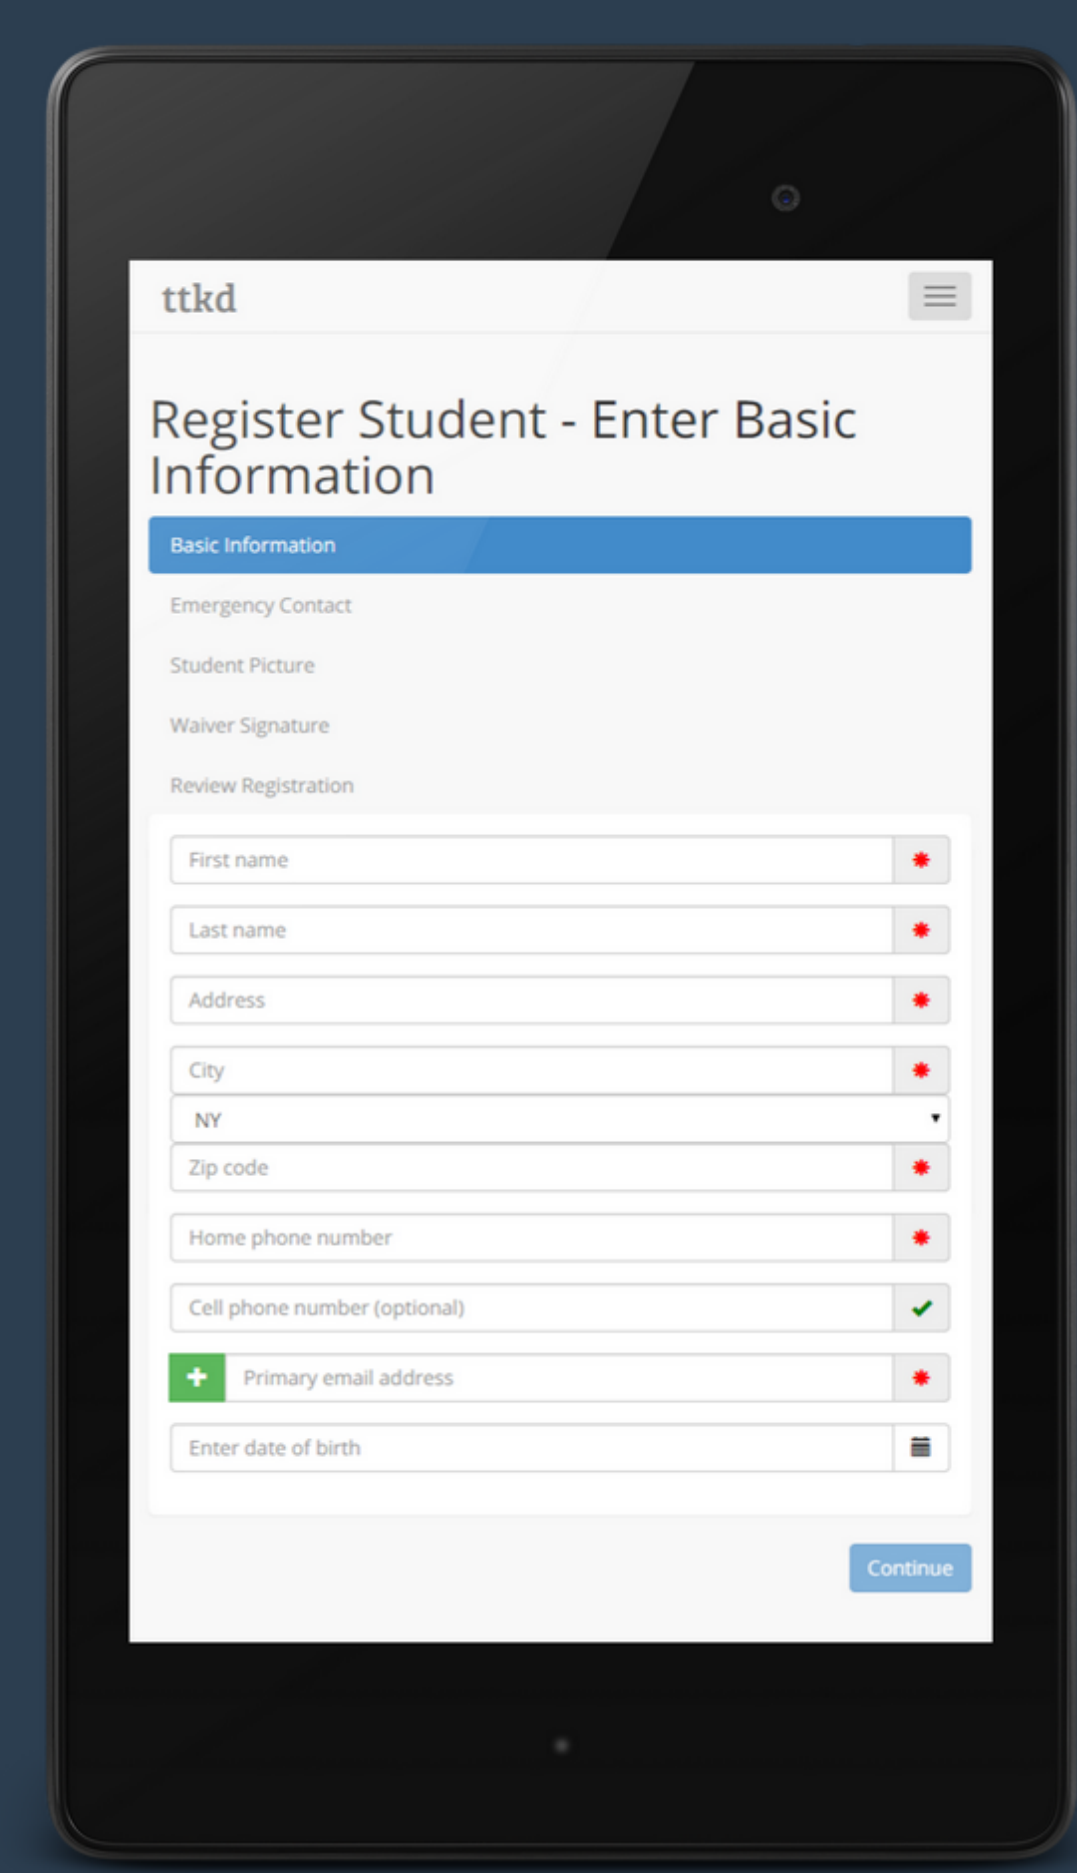 ttkd
Register Student - Enter Basic
Information
Basic Information
Emergency Contact
Student Picture
Waiver Signature
Review Registration
First name
Last name
Address
City
NY
Zip code
Home phone number
Cell phone number (optional)
Primary email address
Enter date of birth
Continue